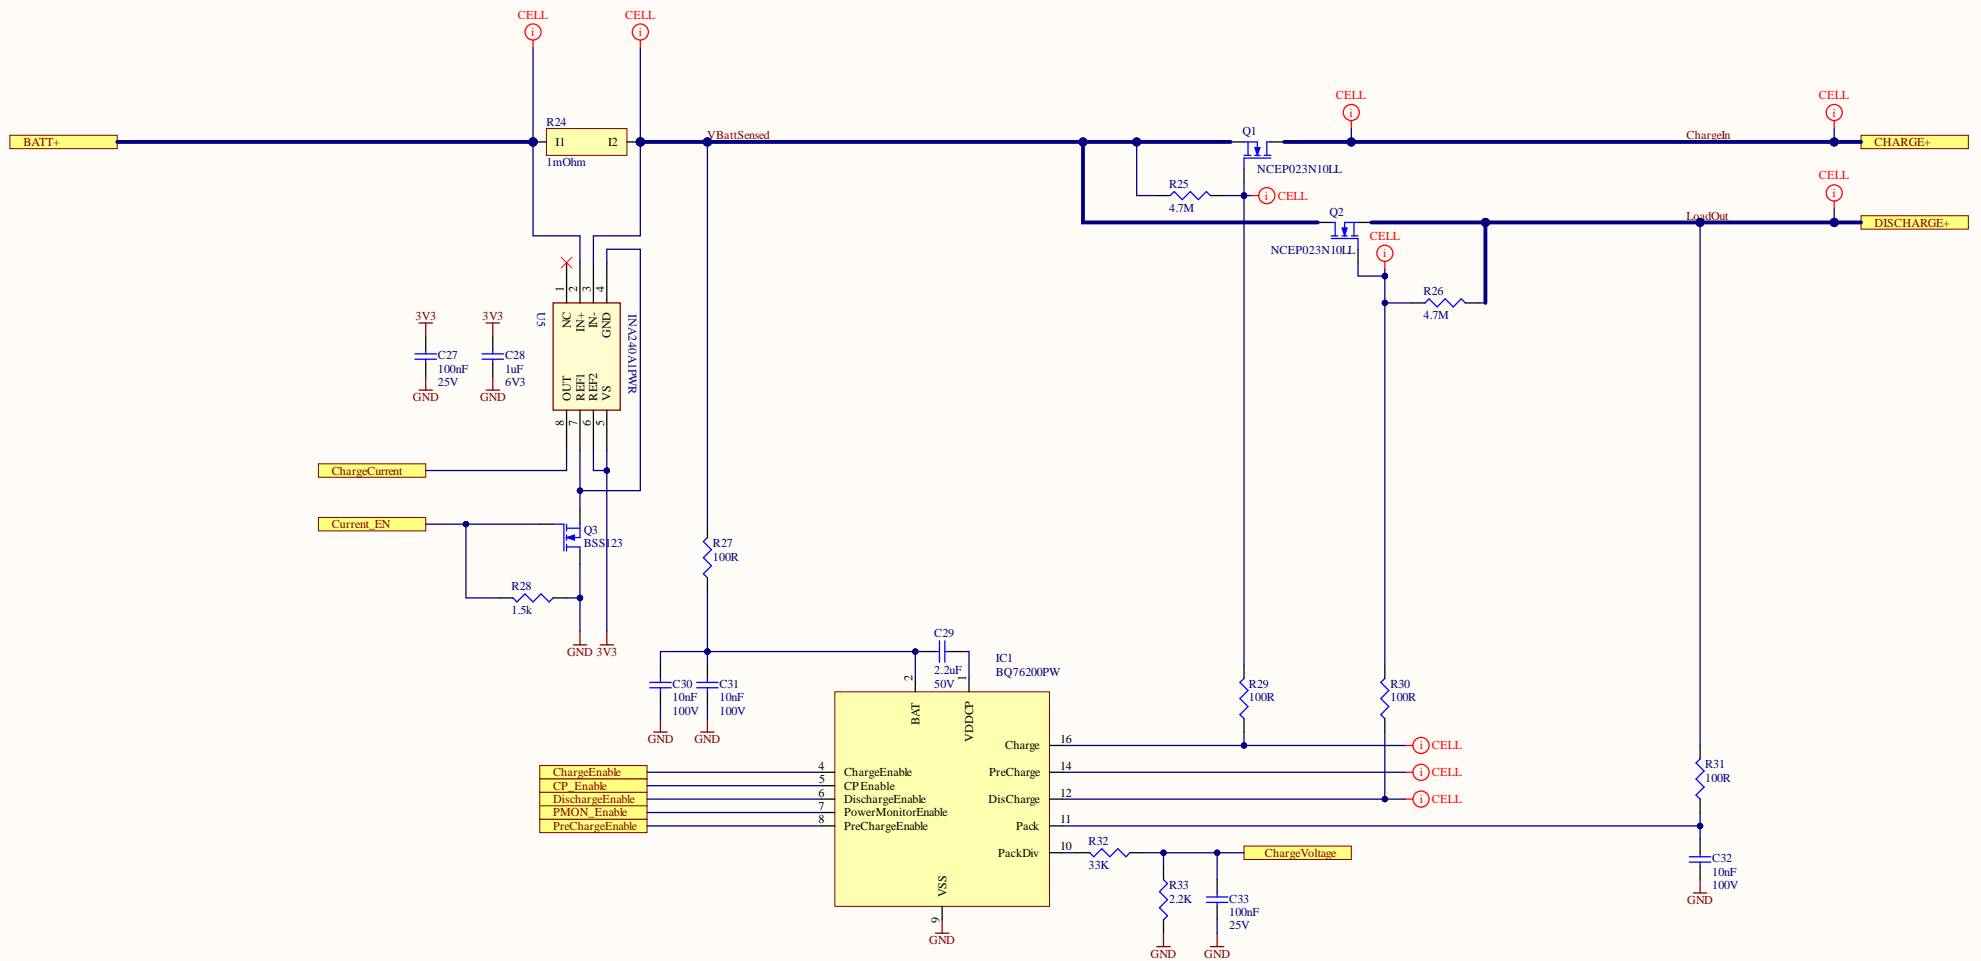 CELL
CELL
CELL
CELL
BATT+
R24
I1
I2
1mOhm
VBattSensed
Q1
NCEP023N10LL
ChargeIn
CHARGE+
R25
4.7M
CELL
CELL
Q2
NCEP023N10LL
LoadOut
DISCHARGE+
CELL
R26
4.7M
3V3
C27
100nF
25V
GND
3V3
C28
1uF
6V3
GND
1
2
3
4
U5
NC
IN+
IN-
GND
INA240A1PWR
OUT
REF1
REF2
VS
8
7
6
5
ChargeCurrent
Current_EN
Q3
BSS123
R28
1.5k
GND
3V3
R27
100R
C29
2.2uF
50V
IC1
BQ76200PW
C30
10nF
100V
GND
C31
10nF
100V
GND
2
1
BAT
VDDCP
R29
100R
R30
100R
Charge
16
CELL
PreCharge
14
CELL
DisCharge
12
CELL
Pack
11
PackDiv
10
ChargeEnable
4
ChargeEnable
CP_Enable
5
CPEnable
DischargeEnable
6
DischargeEnable
PMON_Enable
7
PowerMonitorEnable
PreChargeEnable
8
PreChargeEnable
VSS
9
GND
R31
100R
R32
33K
ChargeVoltage
R33
2.2K
GND
C33
100nF
25V
GND
C32
10nF
100V
GND